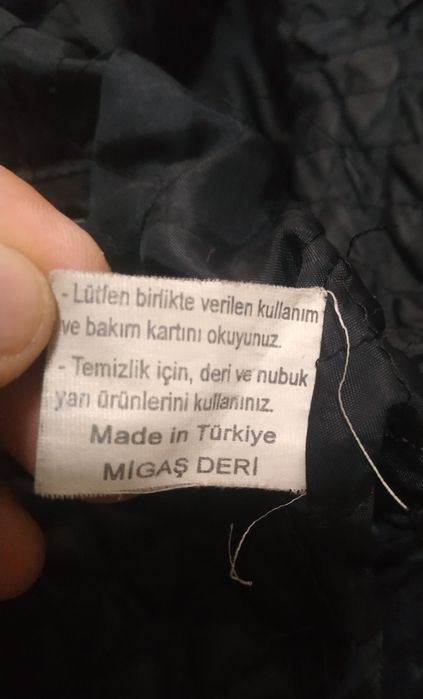 - Lütfen birlikte verilen kullanım
ve bakım kartını okuyunuz.
- Temizlik için, deri ve nubuk
yan ürünlerini kullanınız.
Made in Türkiye
MİGAŞ DERİ